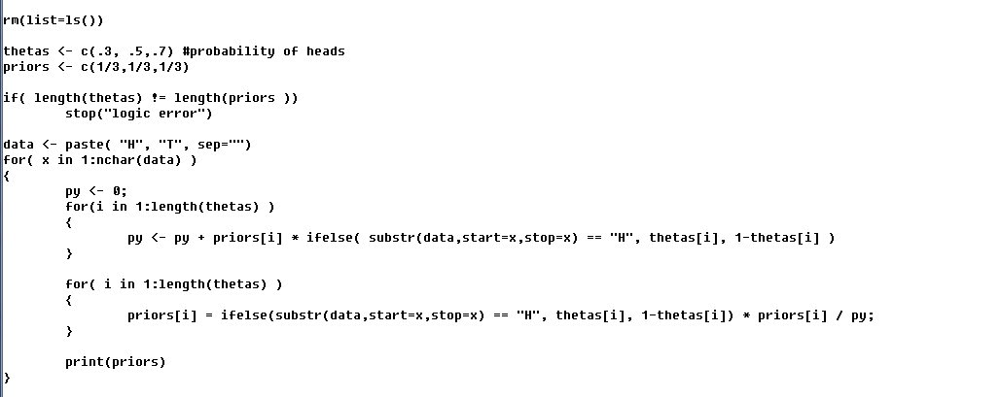 rm(list=ls())
thetas <- c(.3, .5,.7) #probability of heads
priors <- c(1/3,1/3,1/3)
if( length(thetas) != length(priors ))
stop("logic error")
data <- paste( "H", "T", sep="")
for( x in 1:nchar(data) )
{
py <- 0;
for(i in 1:length(thetas) )
{
py <- py + priors[i] * ifelse( substr(data,start=x,stop=x) == "H", thetas[i], 1-thetas[i] )
}
for( i in 1:length(thetas) )
{
priors[i] = ifelse(substr(data,start=x,stop=x) == "H", thetas[i], 1-thetas[i]) * priors[i] / py;
}
print(priors)
}